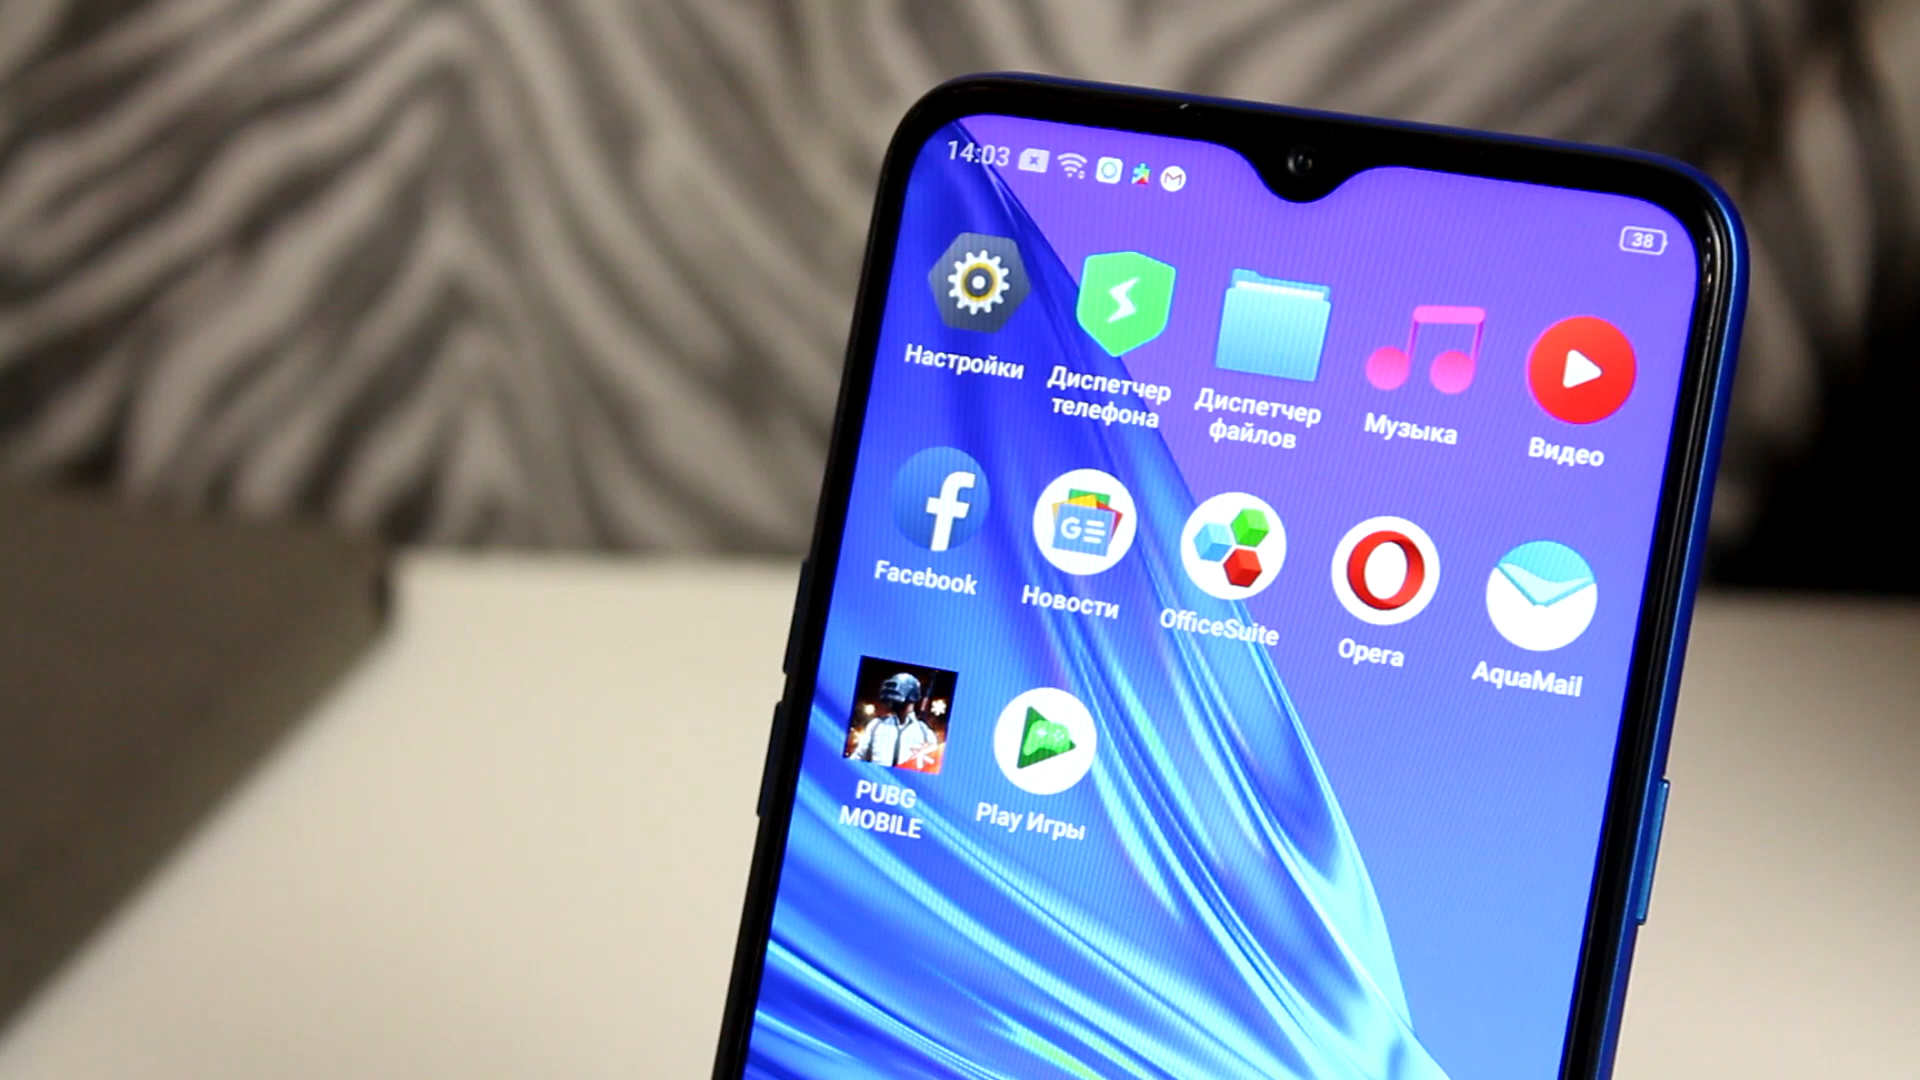 14:03
38
Настройки
Диспетчер
телефона
Диспетчер
файлов
Музыка
Видео
Facebook
Новости
OfficeSuite
Opera
AquaMail
PUBG
MOBILE
Play Игры